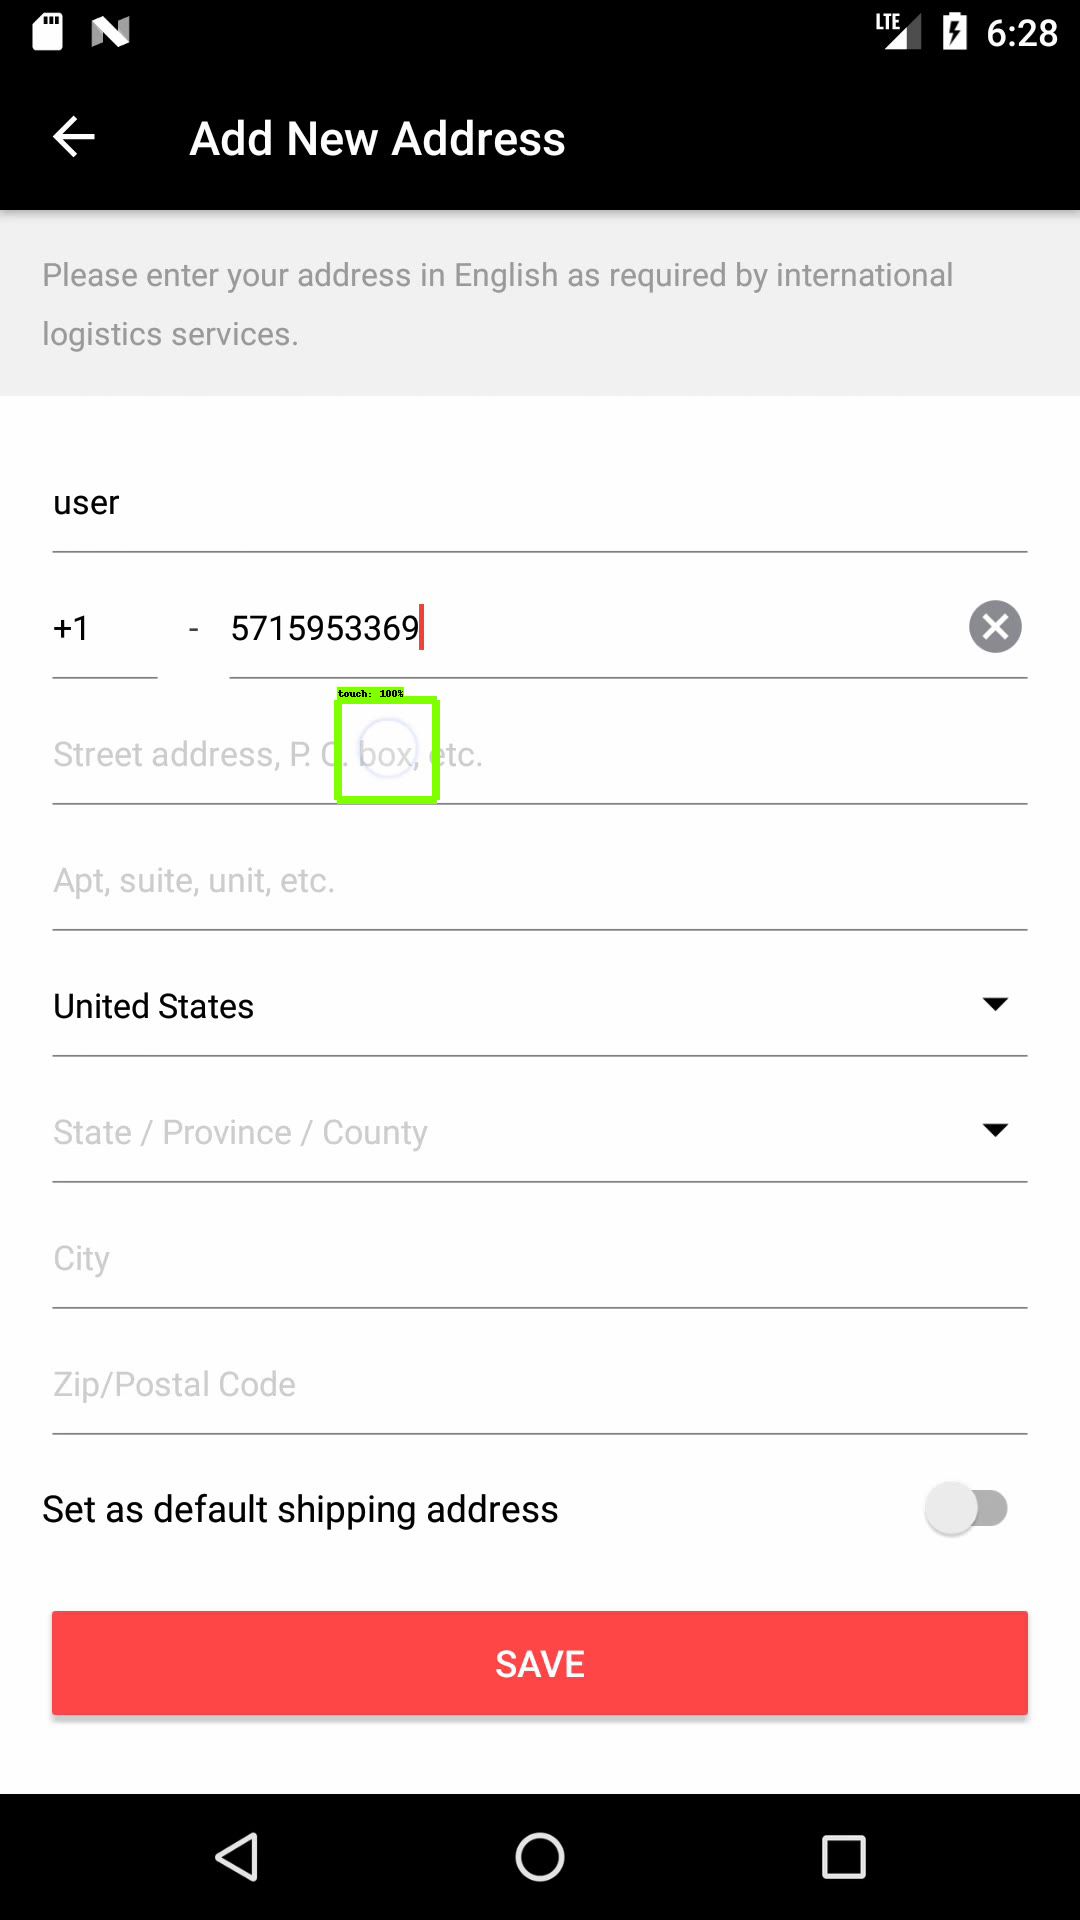 LTE 6:28
Add New Address
Please enter your address in English as required by international
logistics services.
user
+1 - 5715953369
touch: 100%
Street address, P. O. box, etc.
Apt, suite, unit, etc.
United States
State / Province / County
City
Zip/Postal Code
Set as default shipping address
SAVE